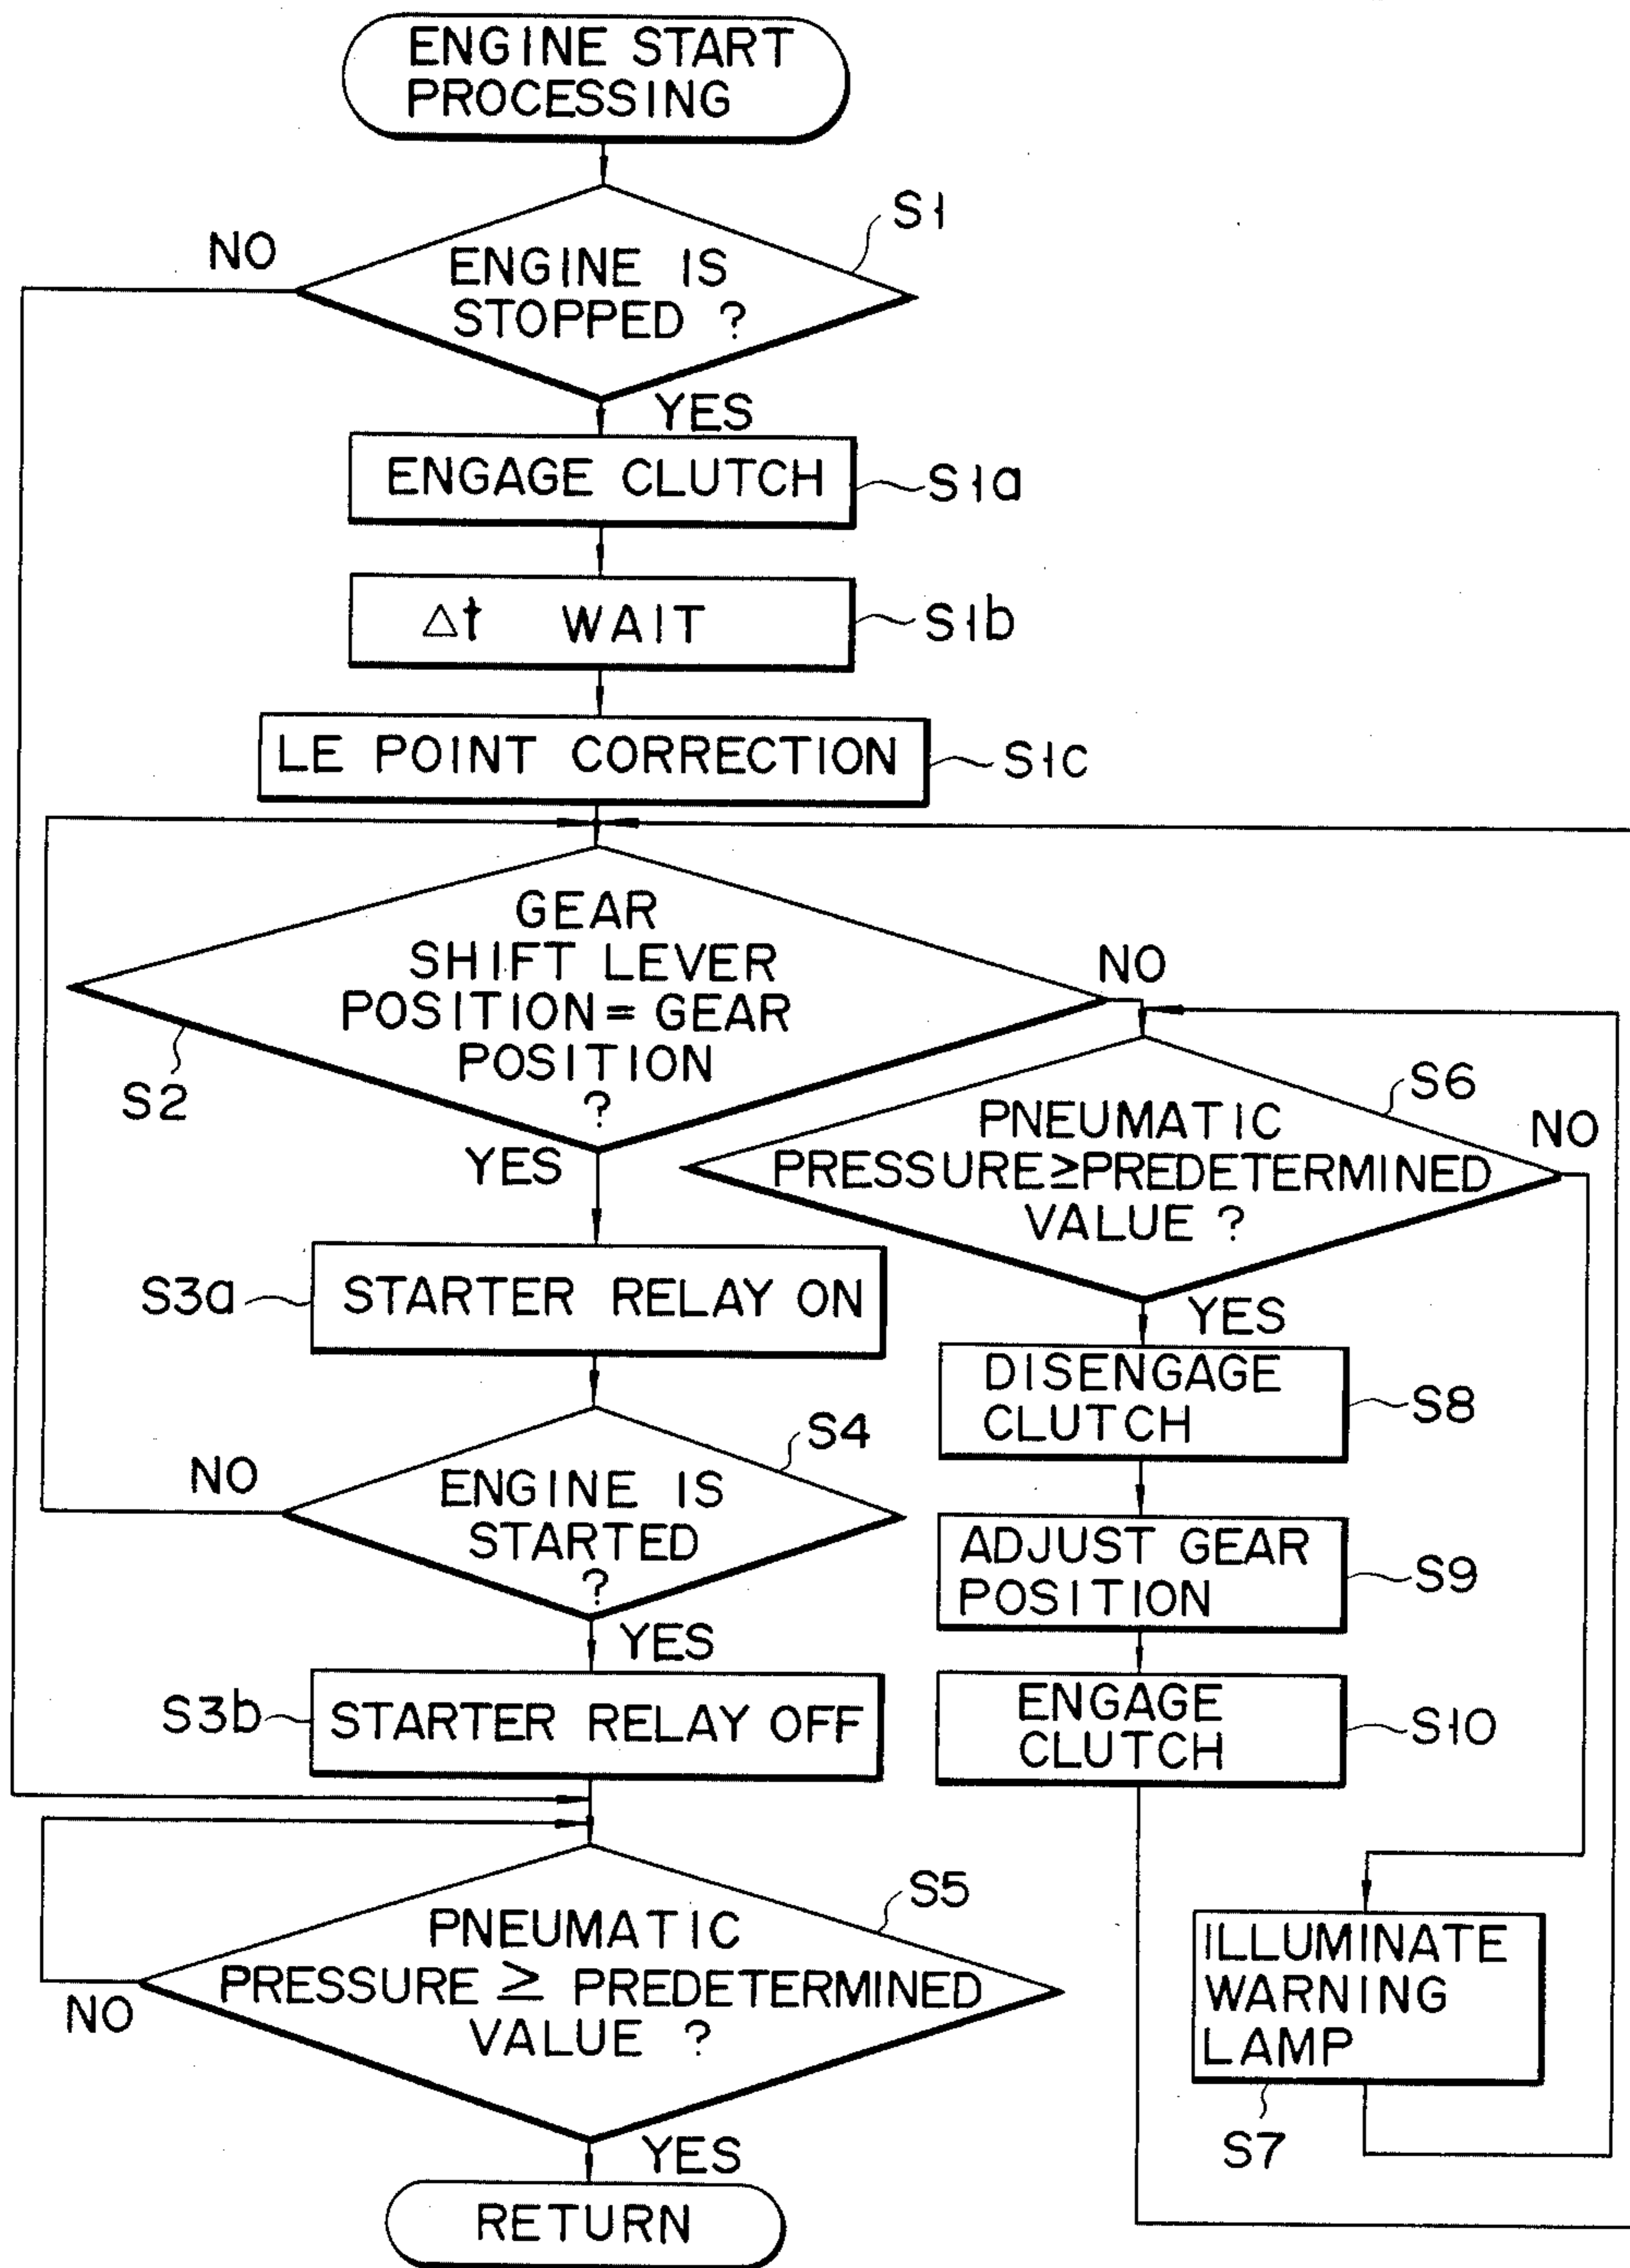 ENGINE START
PROCESSING
S1
NO
ENGINE IS
STOPPED ?
YES
ENGAGE CLUTCH
S1a
Δt WAIT
S1b
LE POINT CORRECTION
S1c
GEAR
SHIFT LEVER
POSITION = GEAR
POSITION
?
NO
S2
YES
S6
PNEUMATIC
PRESSURE≥PREDETERMINED
VALUE ?
NO
YES
S3a
STARTER RELAY ON
DISENGAGE
CLUTCH
S8
S4
NO
ENGINE IS
STARTED
?
YES
ADJUST GEAR
POSITION
S9
S3b
STARTER RELAY OFF
ENGAGE
CLUTCH
S10
S5
PNEUMATIC
PRESSURE ≥ PREDETERMINED
VALUE ?
NO
YES
ILLUMINATE
WARNING
LAMP
S7
RETURN